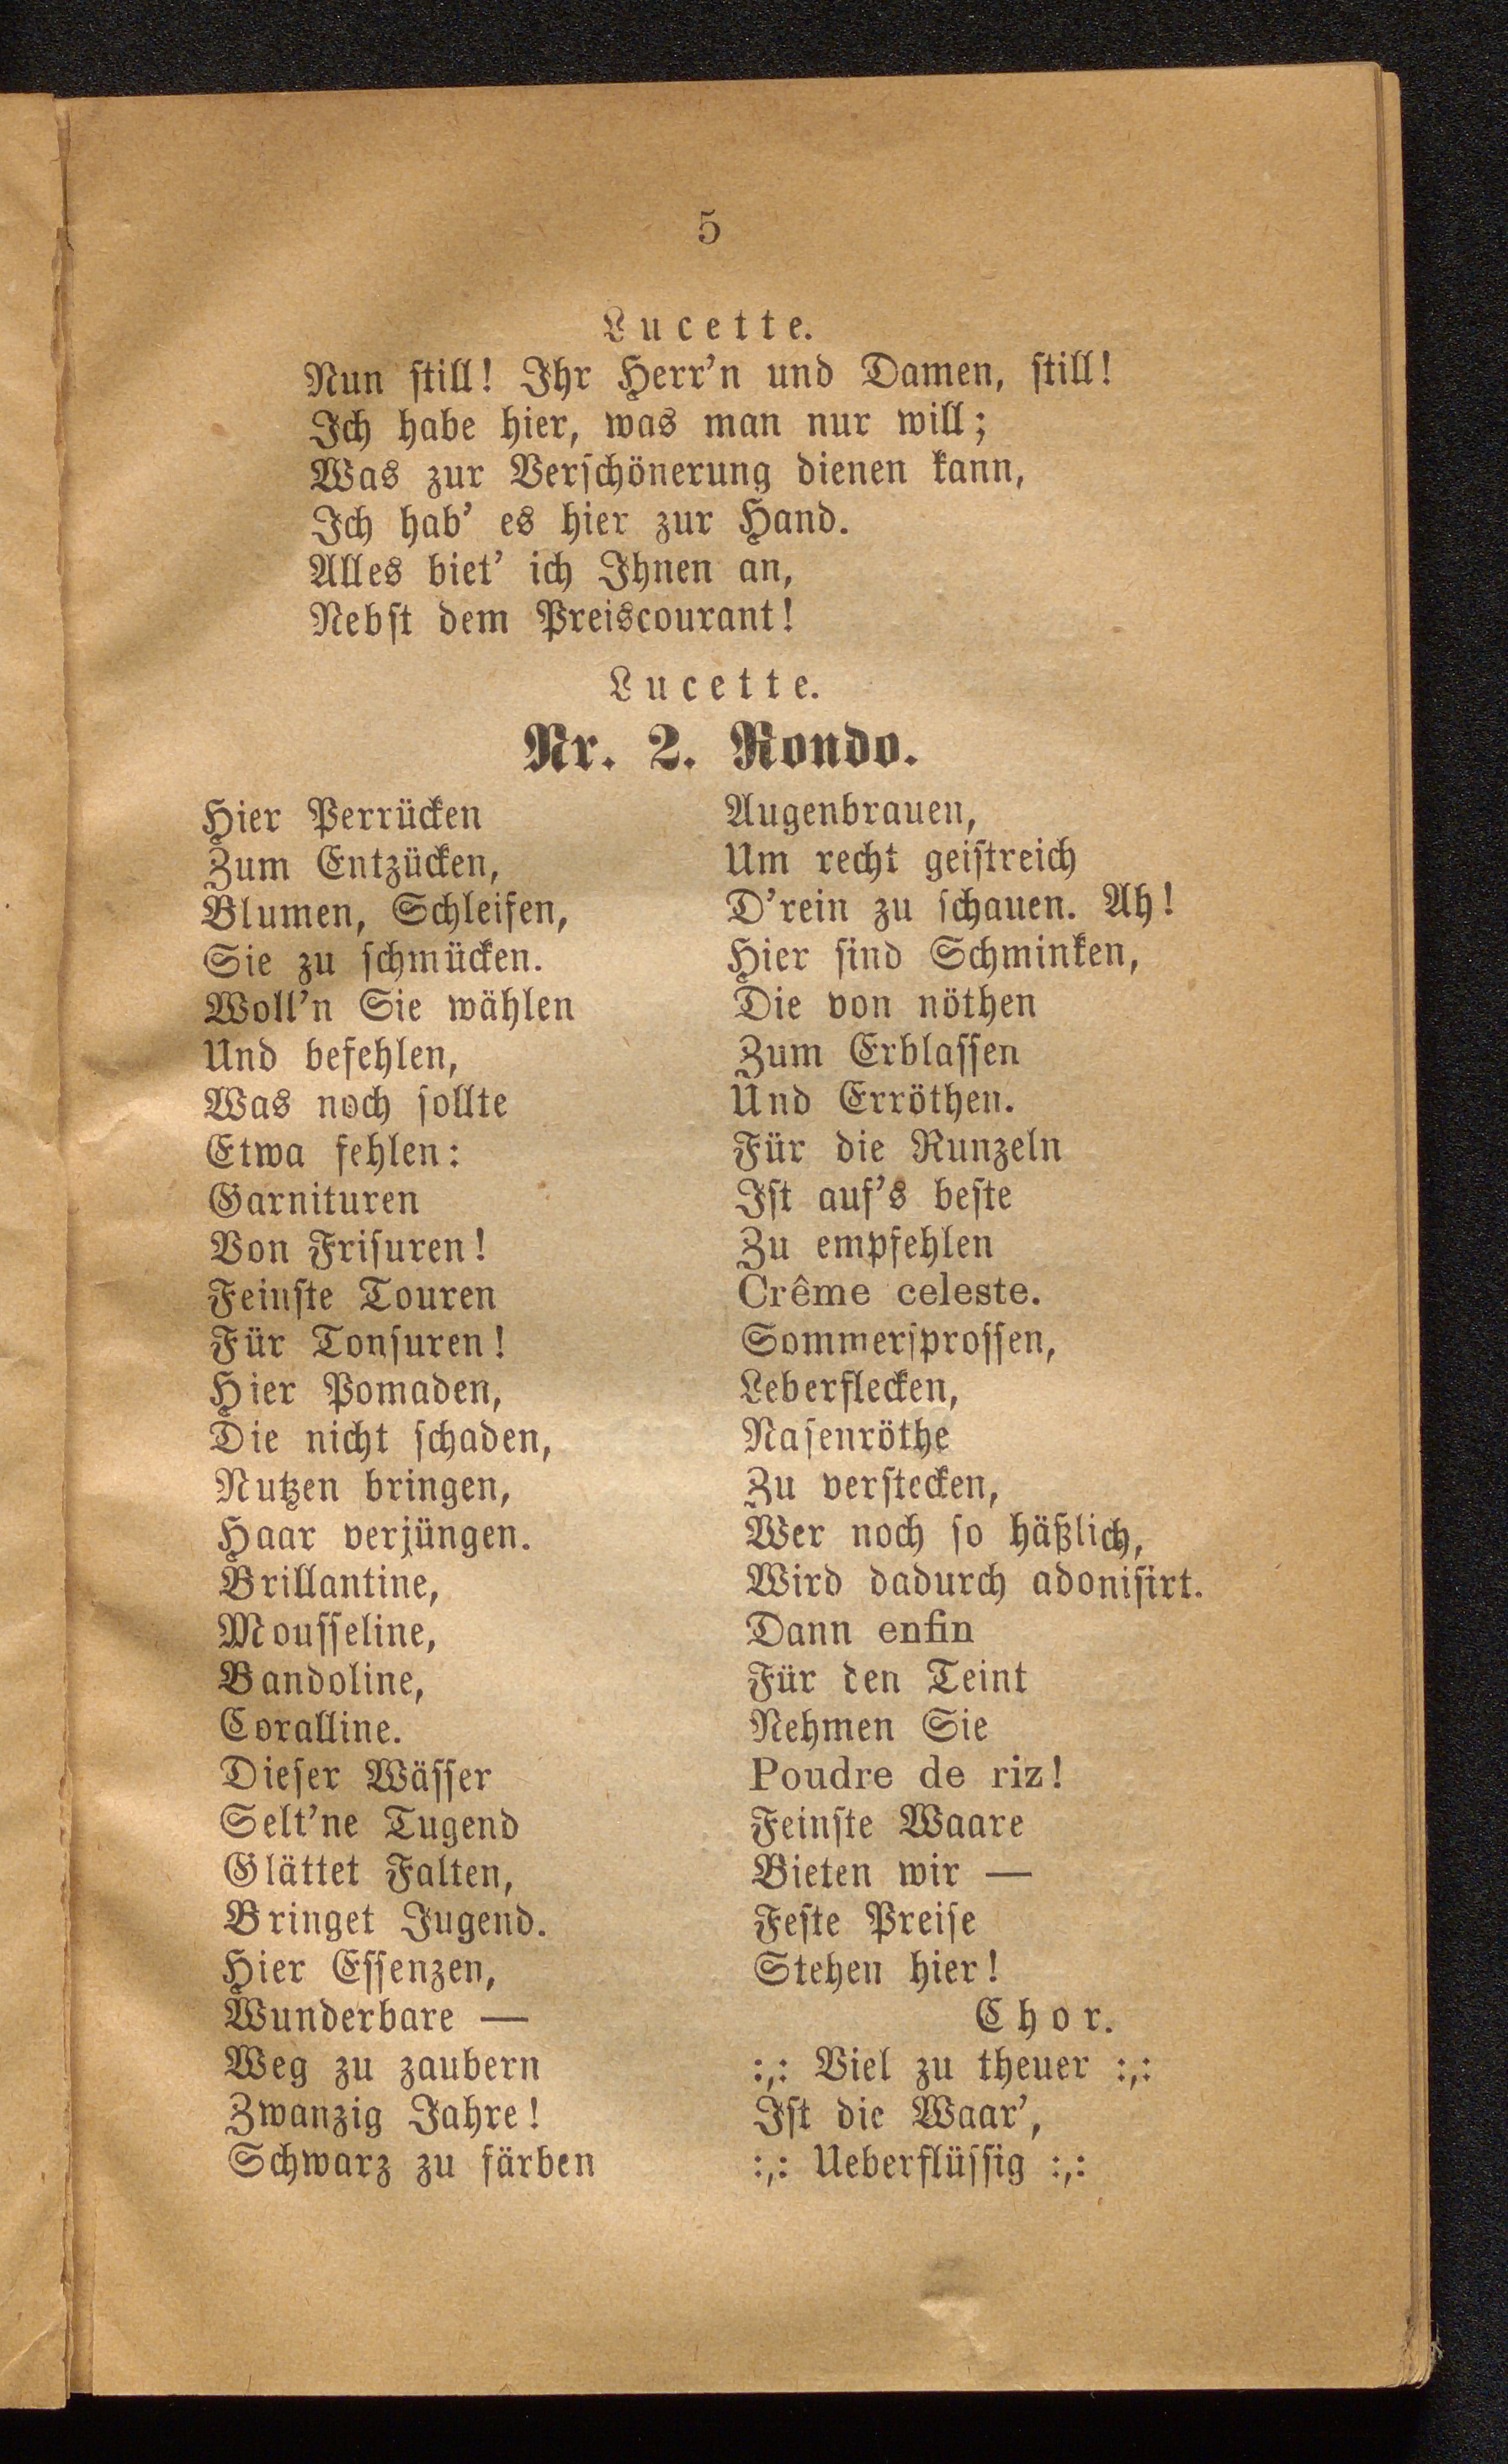 5
Lucette.
Nun still! Ihr Herr'n und Damen, still!
Ich habe hier, was man nur will;
Was zur Verschönerung dienen kann,
Ich hab' es hier zur Hand.
Alles biet' ich Ihnen an,
Nebst dem Preiscourant!
Lucette.
Nr. 2. Rondo.
Hier Perrücken
Zum Entzücken,
Blumen, Schleifen,
Sie zu schmücken.
Woll'n Sie wählen
Und befehlen,
Was noch sollte
Etwa fehlen:
Garnituren
Von Frisuren!
Feinste Touren
Für Tonsuren!
Hier Pomaden,
Die nicht schaden,
Nutzen bringen,
Haar verjüngen.
Brillantine,
Mousseline,
Bandoline,
Coralline.
Dieser Wässer
Selt'ne Tugend
Glättet Falten,
Bringet Jugend.
Hier Essenzen,
Wunderbare —
Weg zu zaubern
Zwanzig Jahre!
Schwarz zu färben
Augenbrauen,
Um recht geistreich
D'rein zu schauen. Ah!
Hier sind Schminken,
Die von nöthen
Zum Erblassen
Und Erröthen.
Für die Runzeln
Ist auf's beste
Zu empfehlen
Crême celeste.
Sommersprossen,
Leberflecken,
Nasenröthe
Zu verstecken,
Wer noch so häßlich,
Wird dadurch adonisirt.
Dann enfin
Für den Teint
Nehmen Sie
Poudre de riz!
Feinste Waare
Bieten wir —
Feste Preise
Stehen hier!
Chor.
:,: Viel zu theuer :,:
Ist die Waar',
:,: Ueberflüssig :,: